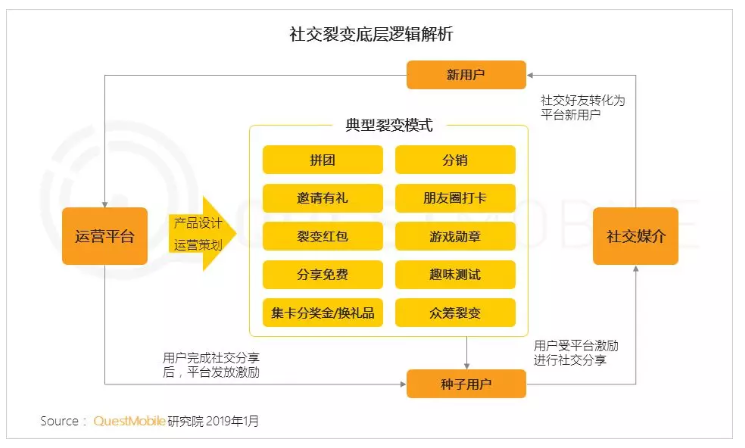 社交裂变底层逻辑解析
新用户
社交好友转化为
平台新用户
典型裂变模式
拼团
分销
邀请有礼
朋友圈打卡
裂变红包
游戏勋章
分享免费
趣味测试
集卡分奖金/换礼品
众筹裂变
运营平台
产品设计
运营策划
社交媒介
用户完成社交分享
后，平台发放激励
用户受平台激励
进行社交分享
种子用户
Source：QuestMobile研究院 2019年1月